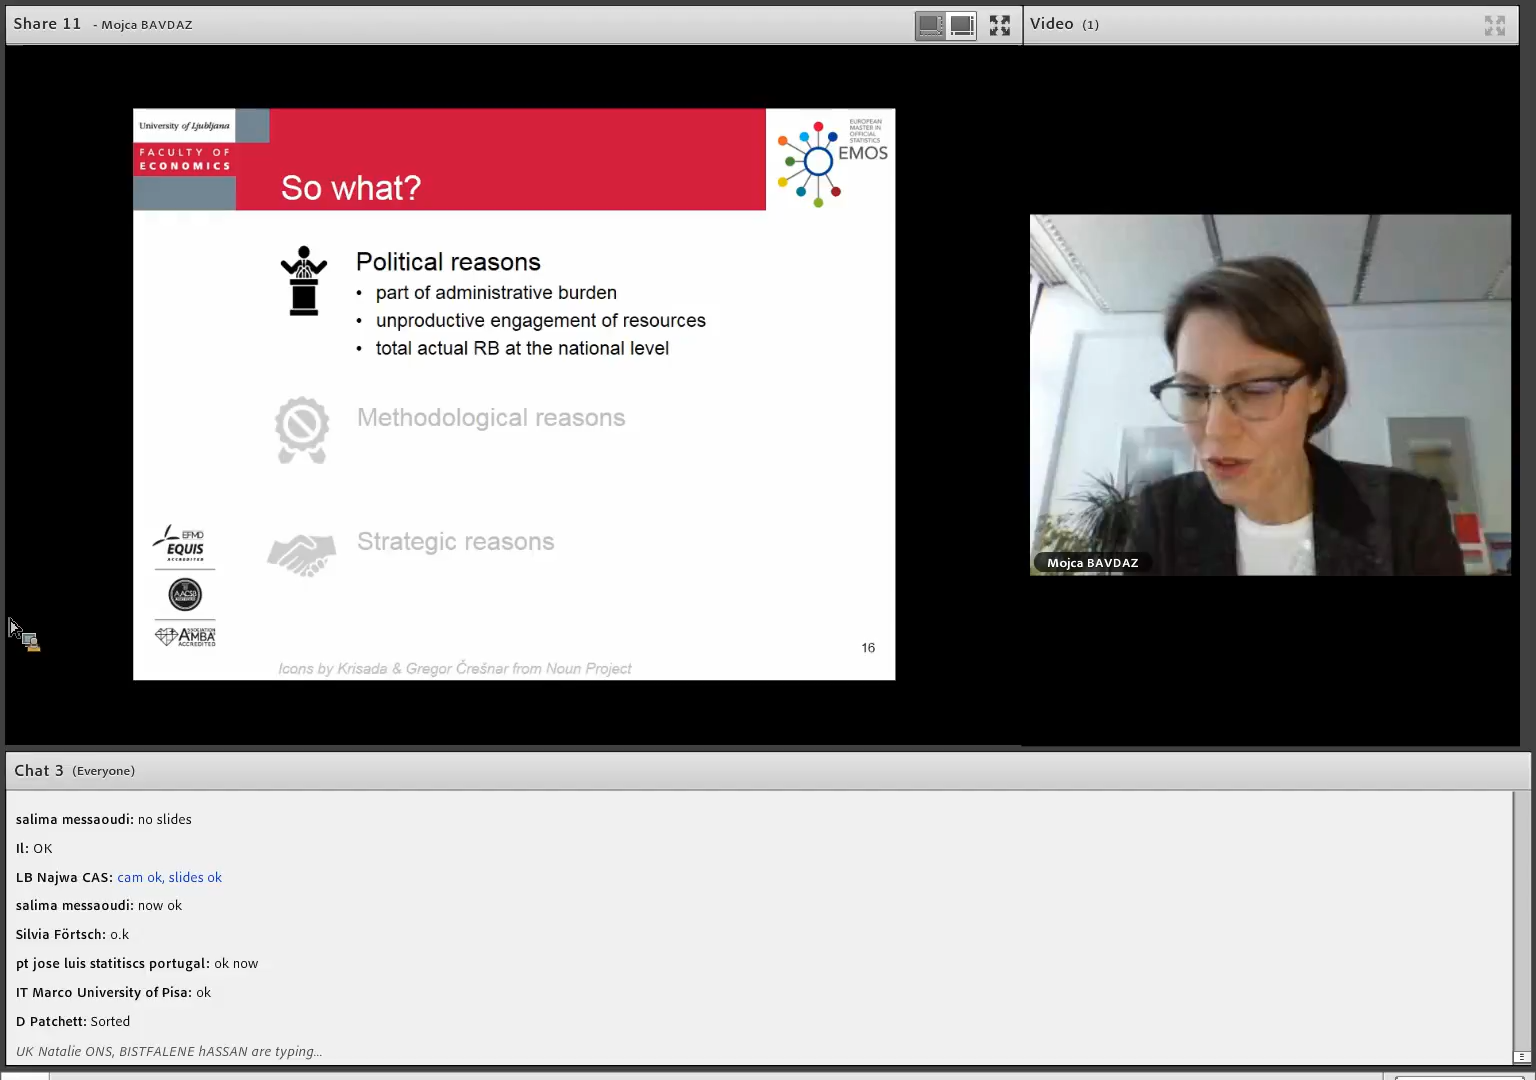 Share 11 - Mojca BAVDAZ
Video (1)
University of Ljubljana
FACULTY OF
ECONOMICS
So what?
EUROPEAN
MASTER IN
OFFICIAL
STATISTICS
EMOS
Political reasons
• part of administrative burden
• unproductive engagement of resources
• total actual RB at the national level
Methodological reasons
Strategic reasons
EFMD
EQUIS
ACCREDITED
AACSB
ACCREDITED
ASSOCIATION
AMBA
ACCREDITED
16
Icons by Krisada & Gregor Črešnar from Noun Project
Mojca BAVDAZ
Chat 3 (Everyone)
salima messaoudi: no slides
Il: OK
LB Najwa CAS: cam ok, slides ok
salima messaoudi: now ok
Silvia Förtsch: o.k
pt jose luis statitiscs portugal: ok now
IT Marco University of Pisa: ok
D Patchett: Sorted
UK Natalie ONS, BISTFALENE hASSAN are typing...